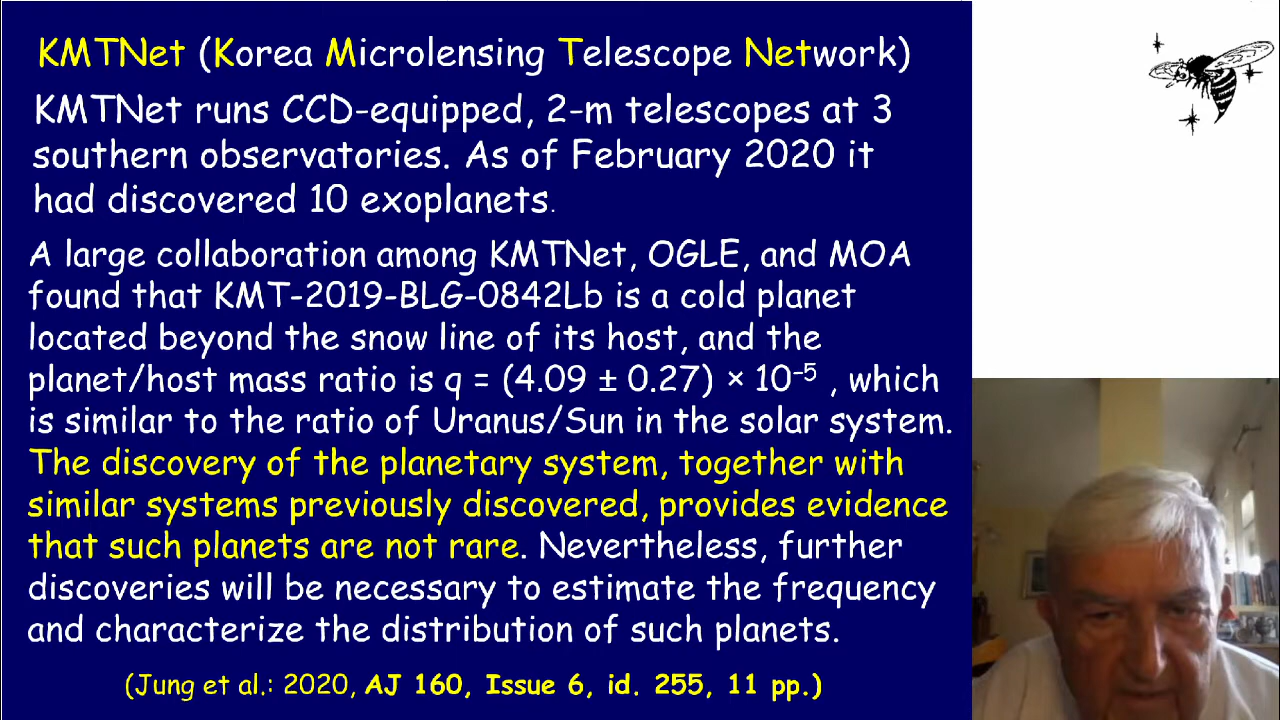 KMTNet (Korea Microlensing Telescope Network)
KMTNet runs CCD-equipped, 2-m telescopes at 3
southern observatories. As of February 2020 it
had discovered 10 exoplanets.
A large collaboration among KMTNet, OGLE, and MOA
found that KMT-2019-BLG-0842Lb is a cold planet
located beyond the snow line of its host, and the
planet/host mass ratio is q = (4.09 ± 0.27) × 10⁻⁵ , which
is similar to the ratio of Uranus/Sun in the solar system.
The discovery of the planetary system, together with
similar systems previously discovered, provides evidence
that such planets are not rare. Nevertheless, further
discoveries will be necessary to estimate the frequency
and characterize the distribution of such planets.
(Jung et al.: 2020, AJ 160, Issue 6, id. 255, 11 pp.)